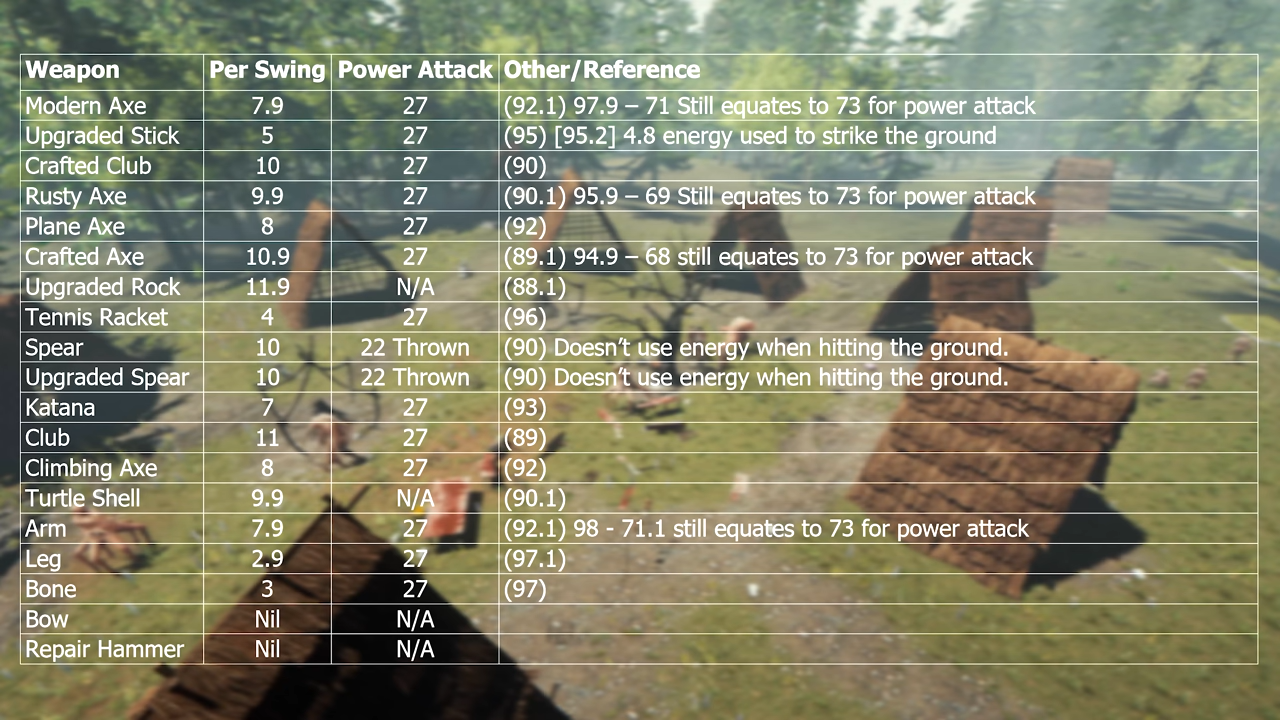 Weapon Per Swing Power Attack Other/Reference
Modern Axe 7.9 27 (92.1) 97.9 – 71 Still equates to 73 for power attack
Upgraded Stick 5 27 (95) [95.2] 4.8 energy used to strike the ground
Crafted Club 10 27 (90)
Rusty Axe 9.9 27 (90.1) 95.9 – 69 Still equates to 73 for power attack
Plane Axe 8 27 (92)
Crafted Axe 10.9 27 (89.1) 94.9 – 68 still equates to 73 for power attack
Upgraded Rock 11.9 N/A (88.1)
Tennis Racket 4 27 (96)
Spear 10 22 Thrown (90) Doesn’t use energy when hitting the ground.
Upgraded Spear 10 22 Thrown (90) Doesn’t use energy when hitting the ground.
Katana 7 27 (93)
Club 11 27 (89)
Climbing Axe 8 27 (92)
Turtle Shell 9.9 N/A (90.1)
Arm 7.9 27 (92.1) 98 - 71.1 still equates to 73 for power attack
Leg 2.9 27 (97.1)
Bone 3 27 (97)
Bow Nil N/A
Repair Hammer Nil N/A